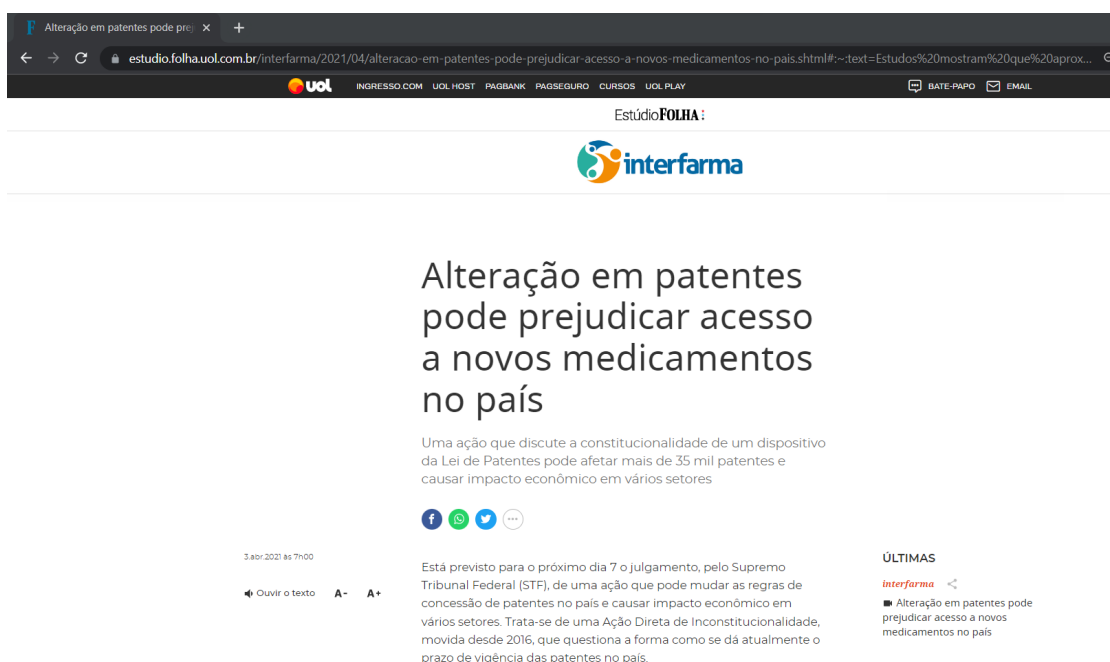 Alteração em patentes pode prej
estudio.folha.uol.com.br/interfarma/2021/04/alteracao-em-patentes-pode-prejudicar-acesso-a-novos-medicamentos-no-pais.shtml#:~:text=Estudos%20mostram%20que%20aprox...
UOL INGRESSO.COM UOL HOST PAGBANK PAGSEGURO CURSOS UOL PLAY BATE-PAPO EMAIL
Estúdio FOLHA
interfarma
Alteração em patentes
pode prejudicar acesso
a novos medicamentos
no país
Uma ação que discute a constitucionalidade de um dispositivo
da Lei de Patentes pode afetar mais de 35 mil patentes e
causar impacto econômico em vários setores
3.abr.2021 às 7h00
Ouvir o texto A- A+
Está previsto para o próximo dia 7 o julgamento, pelo Supremo
Tribunal Federal (STF), de uma ação que pode mudar as regras de
concessão de patentes no país e causar impacto econômico em
vários setores. Trata-se de uma Ação Direta de Inconstitucionalidade,
movida desde 2016, que questiona a forma como se dá atualmente o
prazo de vigência das patentes no país.
ÚLTIMAS
interfarma
Alteração em patentes pode
prejudicar acesso a novos
medicamentos no país